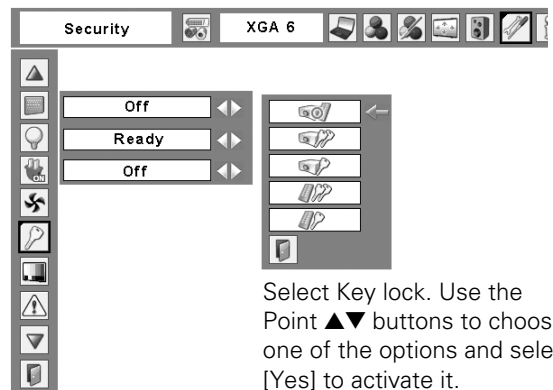 Security XGA 6
Off
Ready
Off
ON
Select Key lock. Use the
Point ▲▼ buttons to choos
one of the options and sele
[Yes] to activate it.